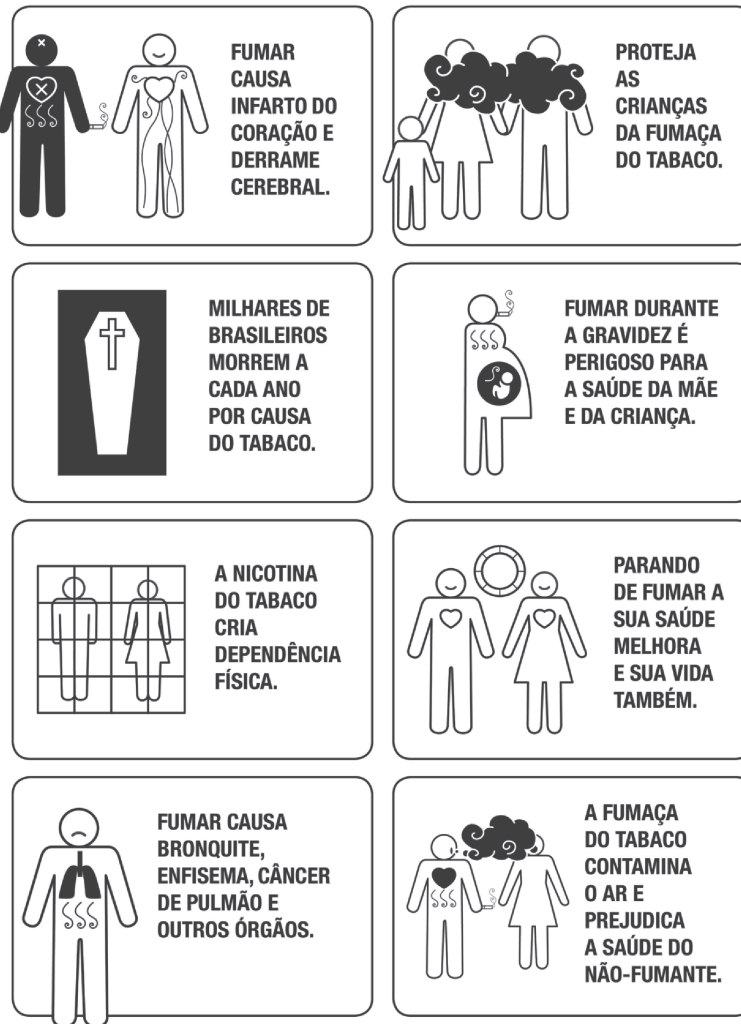 FUMAR
CAUSA
INFARTO DO
CORAÇÃO E
DERRAME
CEREBRAL.
PROTEJA
AS
CRIANÇAS
DA FUMAÇA
DO TABACO.
MILHARES DE
BRASILEIROS
MORREM A
CADA ANO
POR CAUSA
DO TABACO.
FUMAR DURANTE
A GRAVIDEZ É
PERIGOSO PARA
A SAÚDE DA MÃE
E DA CRIANÇA.
A NICOTINA
DO TABACO
CRIA
DEPENDÊNCIA
FÍSICA.
PARANDO
DE FUMAR A
SUA SAÚDE
MELHORA
E SUA VIDA
TAMBÉM.
FUMAR CAUSA
BRONQUITE,
ENFISEMA, CÂNCER
DE PULMÃO E
OUTROS ÓRGÃOS.
A FUMAÇA
DO TABACO
CONTAMINA
O AR E
PREJUDICA
A SAÚDE DO
NÃO-FUMANTE.